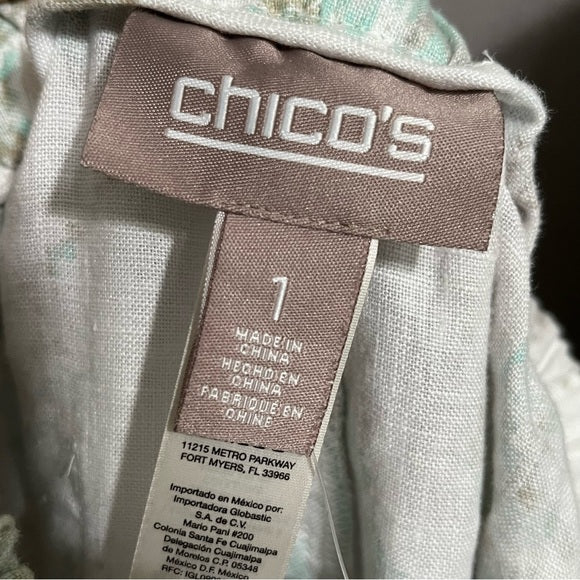 chico's
1
MADE IN
CHINA
HECHO EN
CHINA
FABRIQUÉ EN
CHINE
11215 METRO PARKWAY
FORT MYERS, FL 33966
Importado en México por:
Importadora Globastic
S.A. de C.V.
Mario Pani #200
Colonia Santa Fe Cuajimalpa
Delegación Cuajimalpa
de Morelos C.P. 05348
México D.F. México